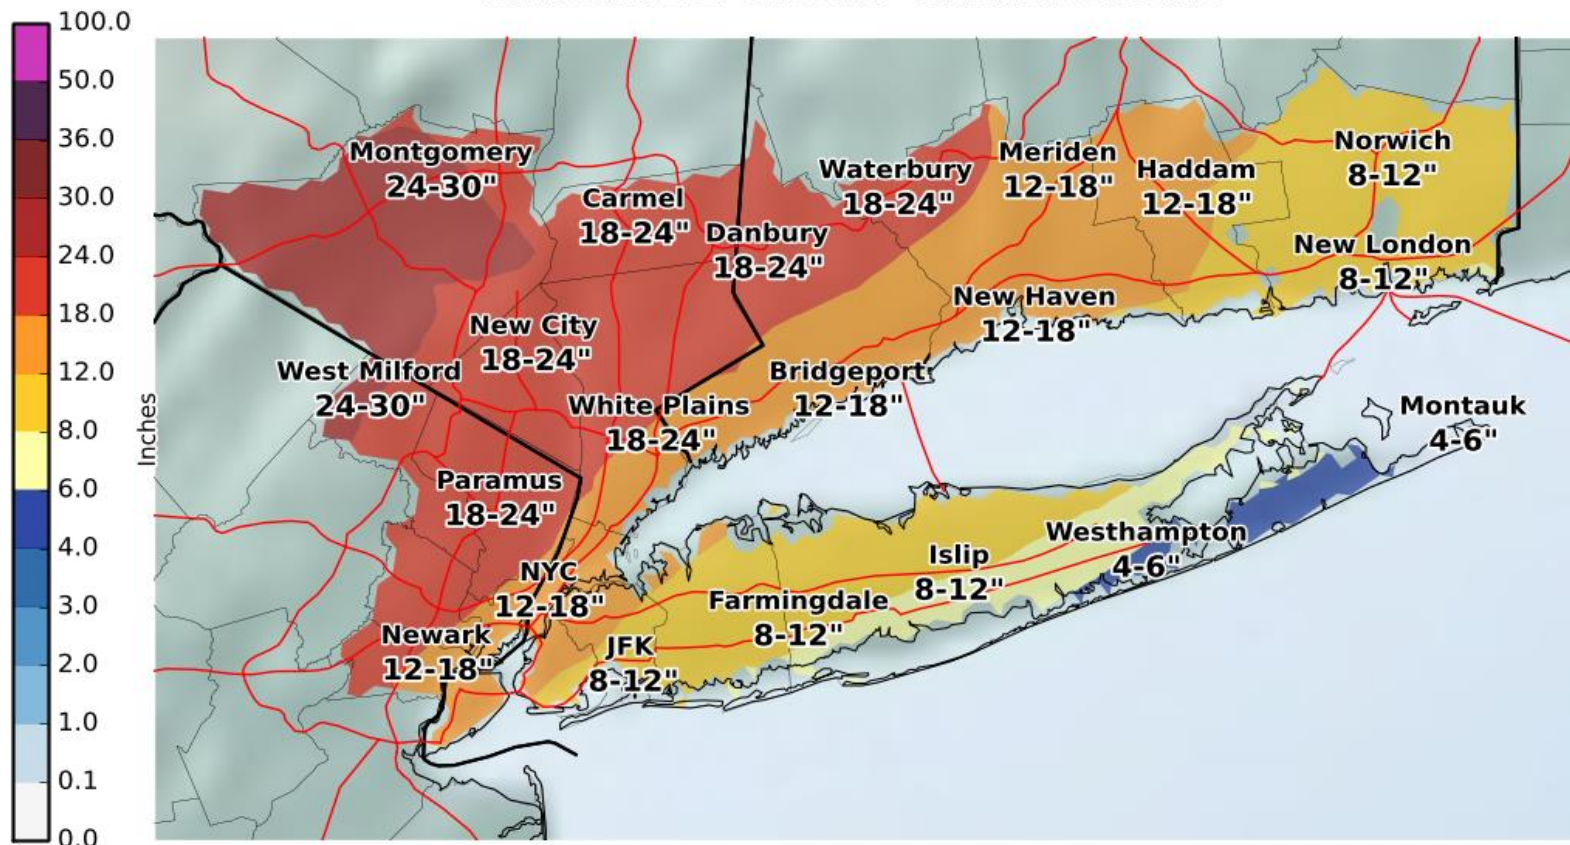 100.0
50.0
36.0
30.0
24.0
18.0
12.0
8.0
6.0
4.0
3.0
2.0
1.0
0.1
0.0
Inches
Montgomery
24-30"
Carmel
18-24"
Danbury
18-24"
Waterbury
18-24"
Meriden
12-18"
Haddam
12-18"
Norwich
8-12"
New London
8-12"
New City
18-24"
New Haven
12-18"
West Milford
24-30"
White Plains
18-24"
Bridgeport
12-18"
Montauk
4-6"
Paramus
18-24"
NYC
12-18"
Islip
8-12"
Westhampton
4-6"
Farmingdale
8-12"
Newark
12-18"
JFK
8-12"